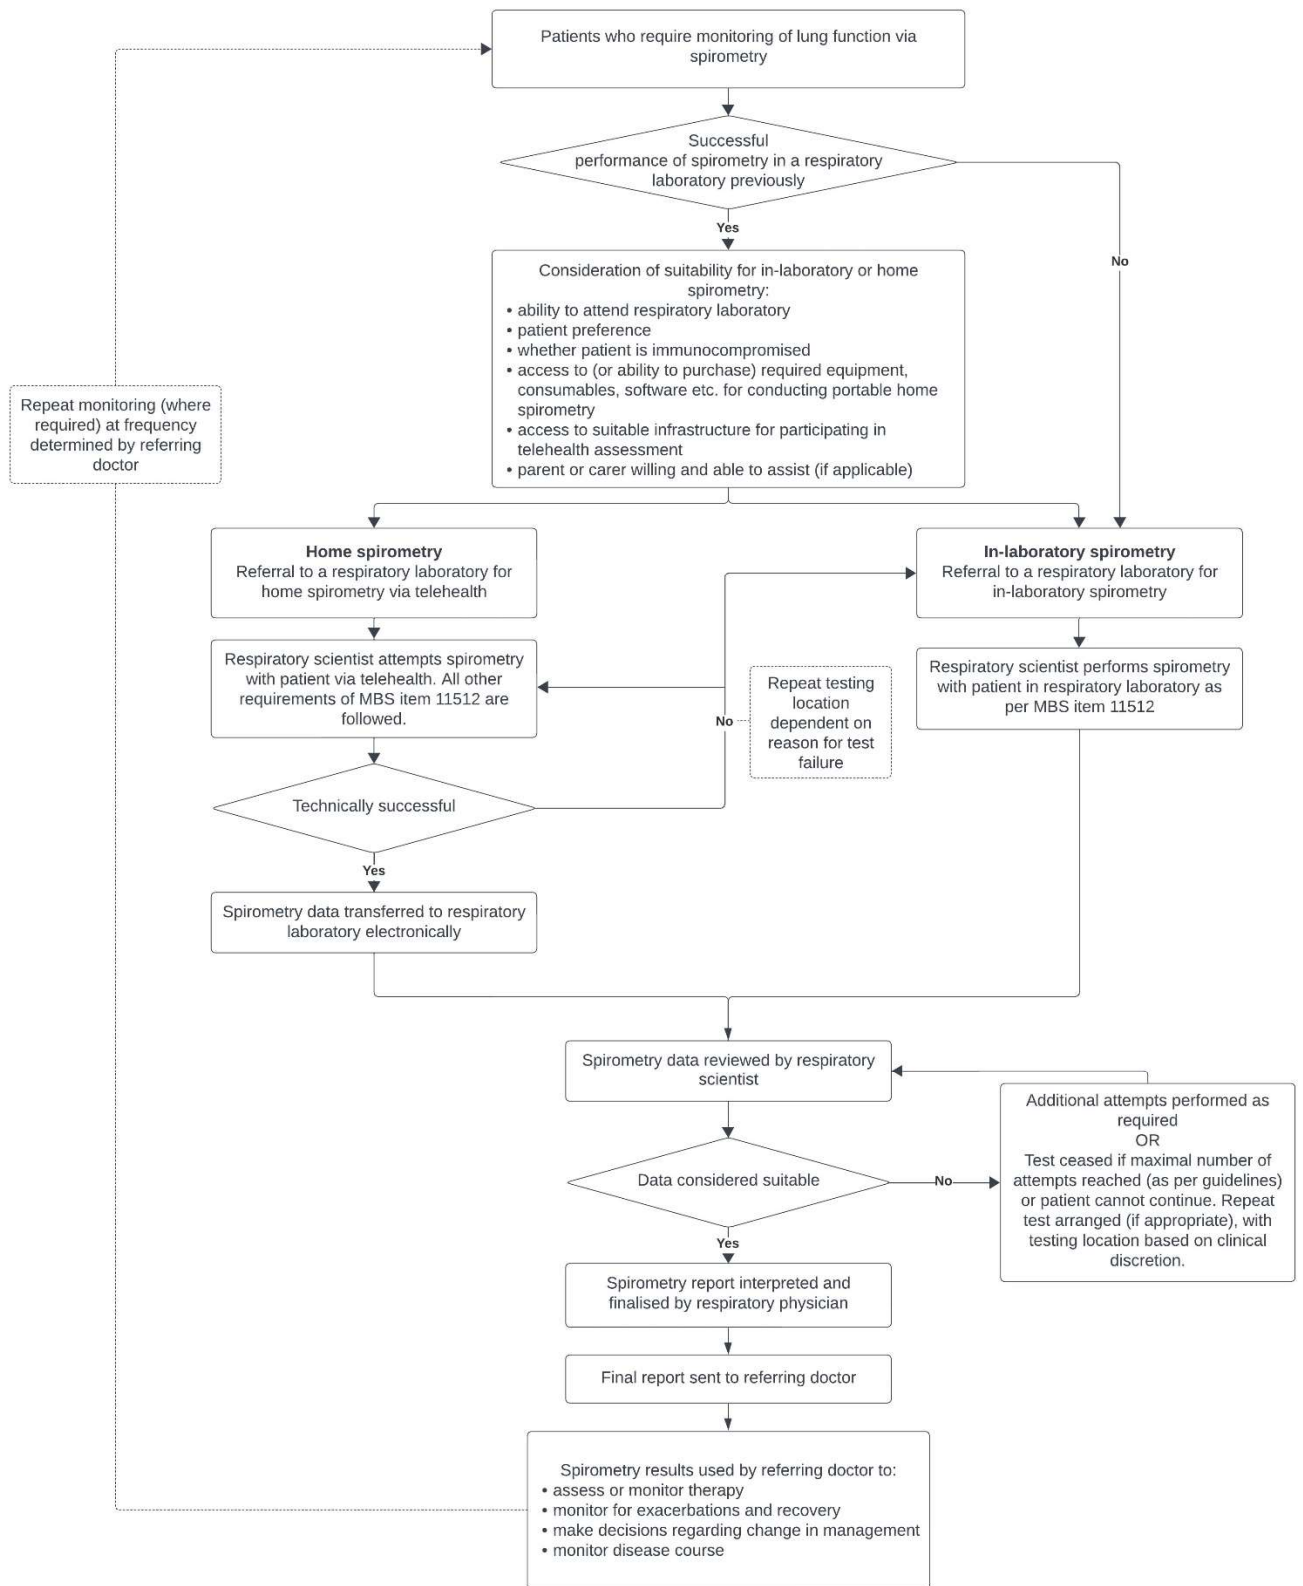 Patients who require monitoring of lung function via
spirometry
Successful
performance of spirometry in a respiratory
laboratory previously
Yes
No
Consideration of suitability for in-laboratory or home
spirometry:
• ability to attend respiratory laboratory
• patient preference
• whether patient is immunocompromised
• access to (or ability to purchase) required equipment,
consumables, software etc. for conducting portable home
spirometry
• access to suitable infrastructure for participating in
telehealth assessment
• parent or carer willing and able to assist (if applicable)
Repeat monitoring (where
required) at frequency
determined by referring
doctor
Home spirometry
Referral to a respiratory laboratory for
home spirometry via telehealth
In-laboratory spirometry
Referral to a respiratory laboratory for
in-laboratory spirometry
Respiratory scientist attempts spirometry
with patient via telehealth. All other
requirements of MBS item 11512 are
followed.
Respiratory scientist performs spirometry
with patient in respiratory laboratory as
per MBS item 11512
No
Repeat testing
location
dependent on
reason for test
failure
Technically successful
Yes
Spirometry data transferred to respiratory
laboratory electronically
Spirometry data reviewed by respiratory
scientist
Additional attempts performed as
required
OR
Test ceased if maximal number of
attempts reached (as per guidelines)
or patient cannot continue. Repeat
test arranged (if appropriate), with
testing location based on clinical
discretion.
Data considered suitable
No
Yes
Spirometry report interpreted and
finalised by respiratory physician
Final report sent to referring doctor
Spirometry results used by referring doctor to:
• assess or monitor therapy
• monitor for exacerbations and recovery
• make decisions regarding change in management
• monitor disease course